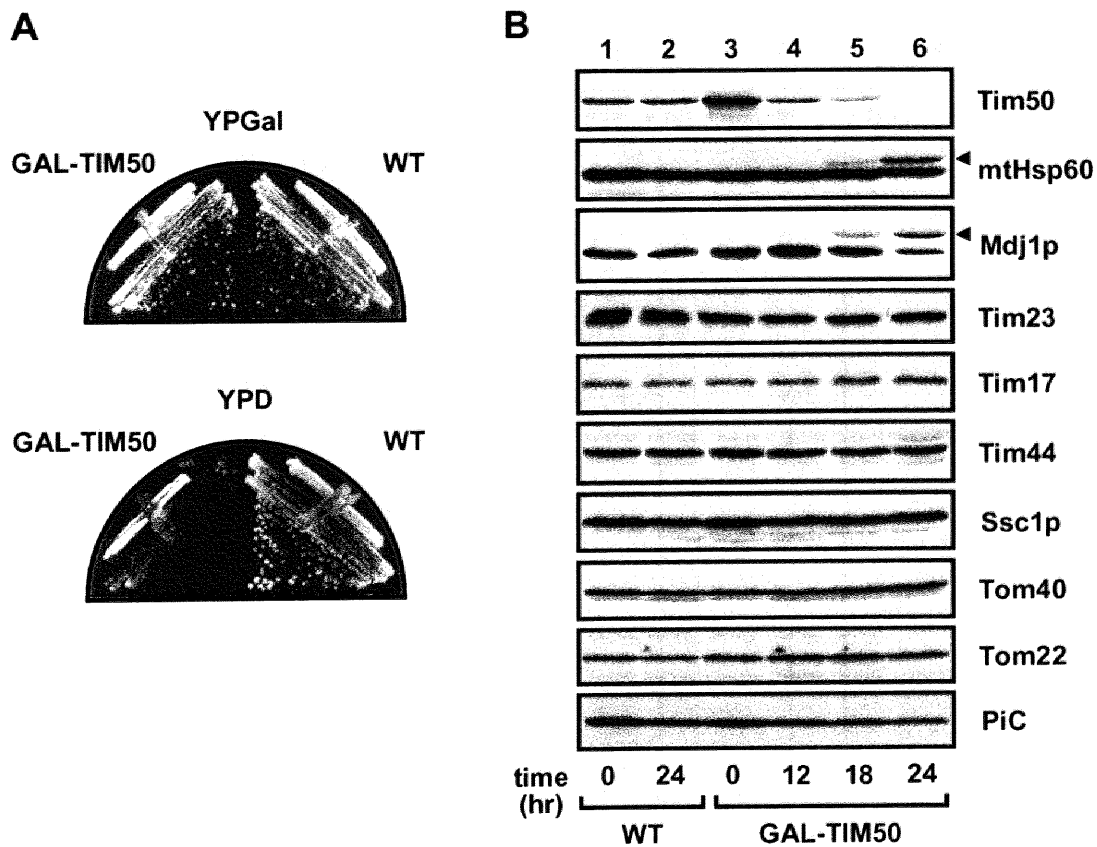 A
YPGal
GAL-TIM50 WT
YPD
GAL-TIM50 WT
B
1 2 3 4 5 6
Tim50
mtHsp60
Mdj1p
Tim23
Tim17
Tim44
Ssc1p
Tom40
Tom22
PiC
time (hr) 0 24 0 12 18 24
WT GAL-TIM50